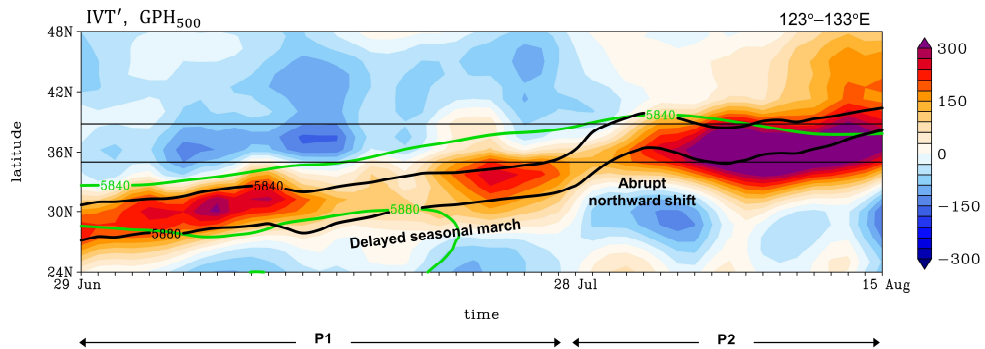 IVT′, GPH500
123°–133°E
48N
42N
36N
30N
24N
latitude
5840
5840
5840
5880
5880
Delayed seasonal march
Abrupt
northward shift
300
150
0
−150
−300
29 Jun
28 Jul
15 Aug
time
P1
P2